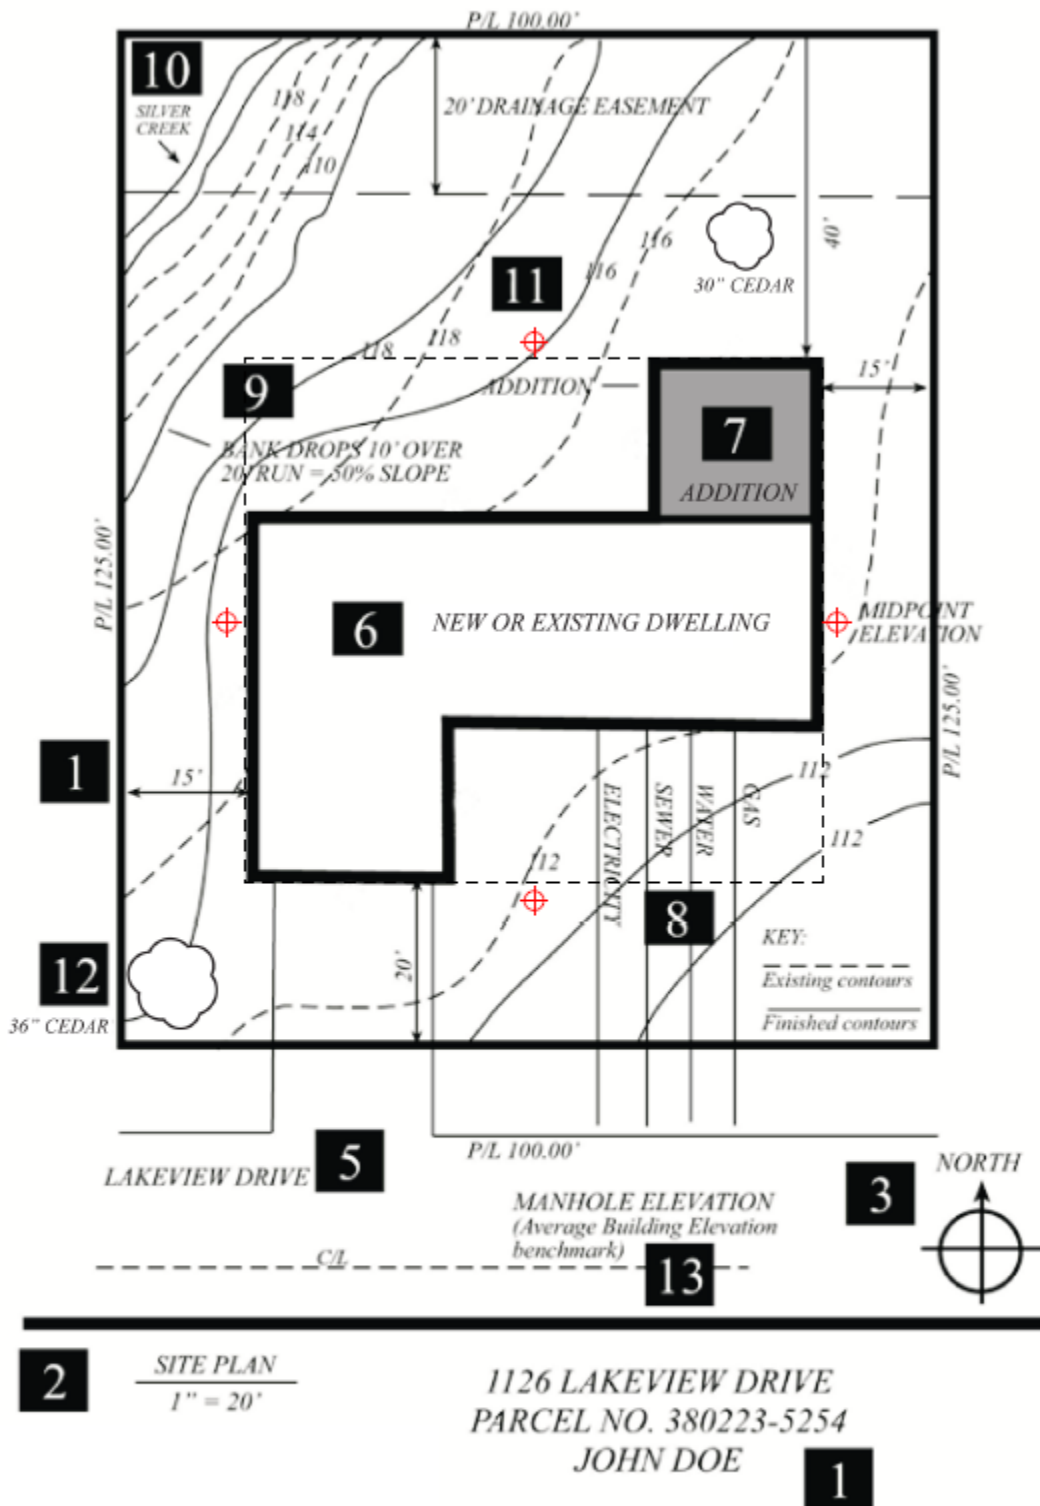 P/L 100.00'
10
SILVER
CREEK
118
114
110
20' DRAINAGE EASEMENT
40'
116
116
30" CEDAR
11
118
118
9
ADDITION
15'
7
ADDITION
BANK DROPS 10' OVER
20' RUN = 50% SLOPE
P/L 125.00'
6
NEW OR EXISTING DWELLING
MIDPOINT
ELEVATION
P/L 125.00'
1
15'
112
112
112
ELECTRICITY
SEWER
WATER
GAS
8
20'
12
36" CEDAR
KEY:
Existing contours
Finished contours
P/L 100.00'
LAKEVIEW DRIVE
5
MANHOLE ELEVATION
(Average Building Elevation
benchmark)
13
C/L
3
NORTH
2
SITE PLAN
1" = 20'
1126 LAKEVIEW DRIVE
PARCEL NO. 380223-5254
JOHN DOE
1